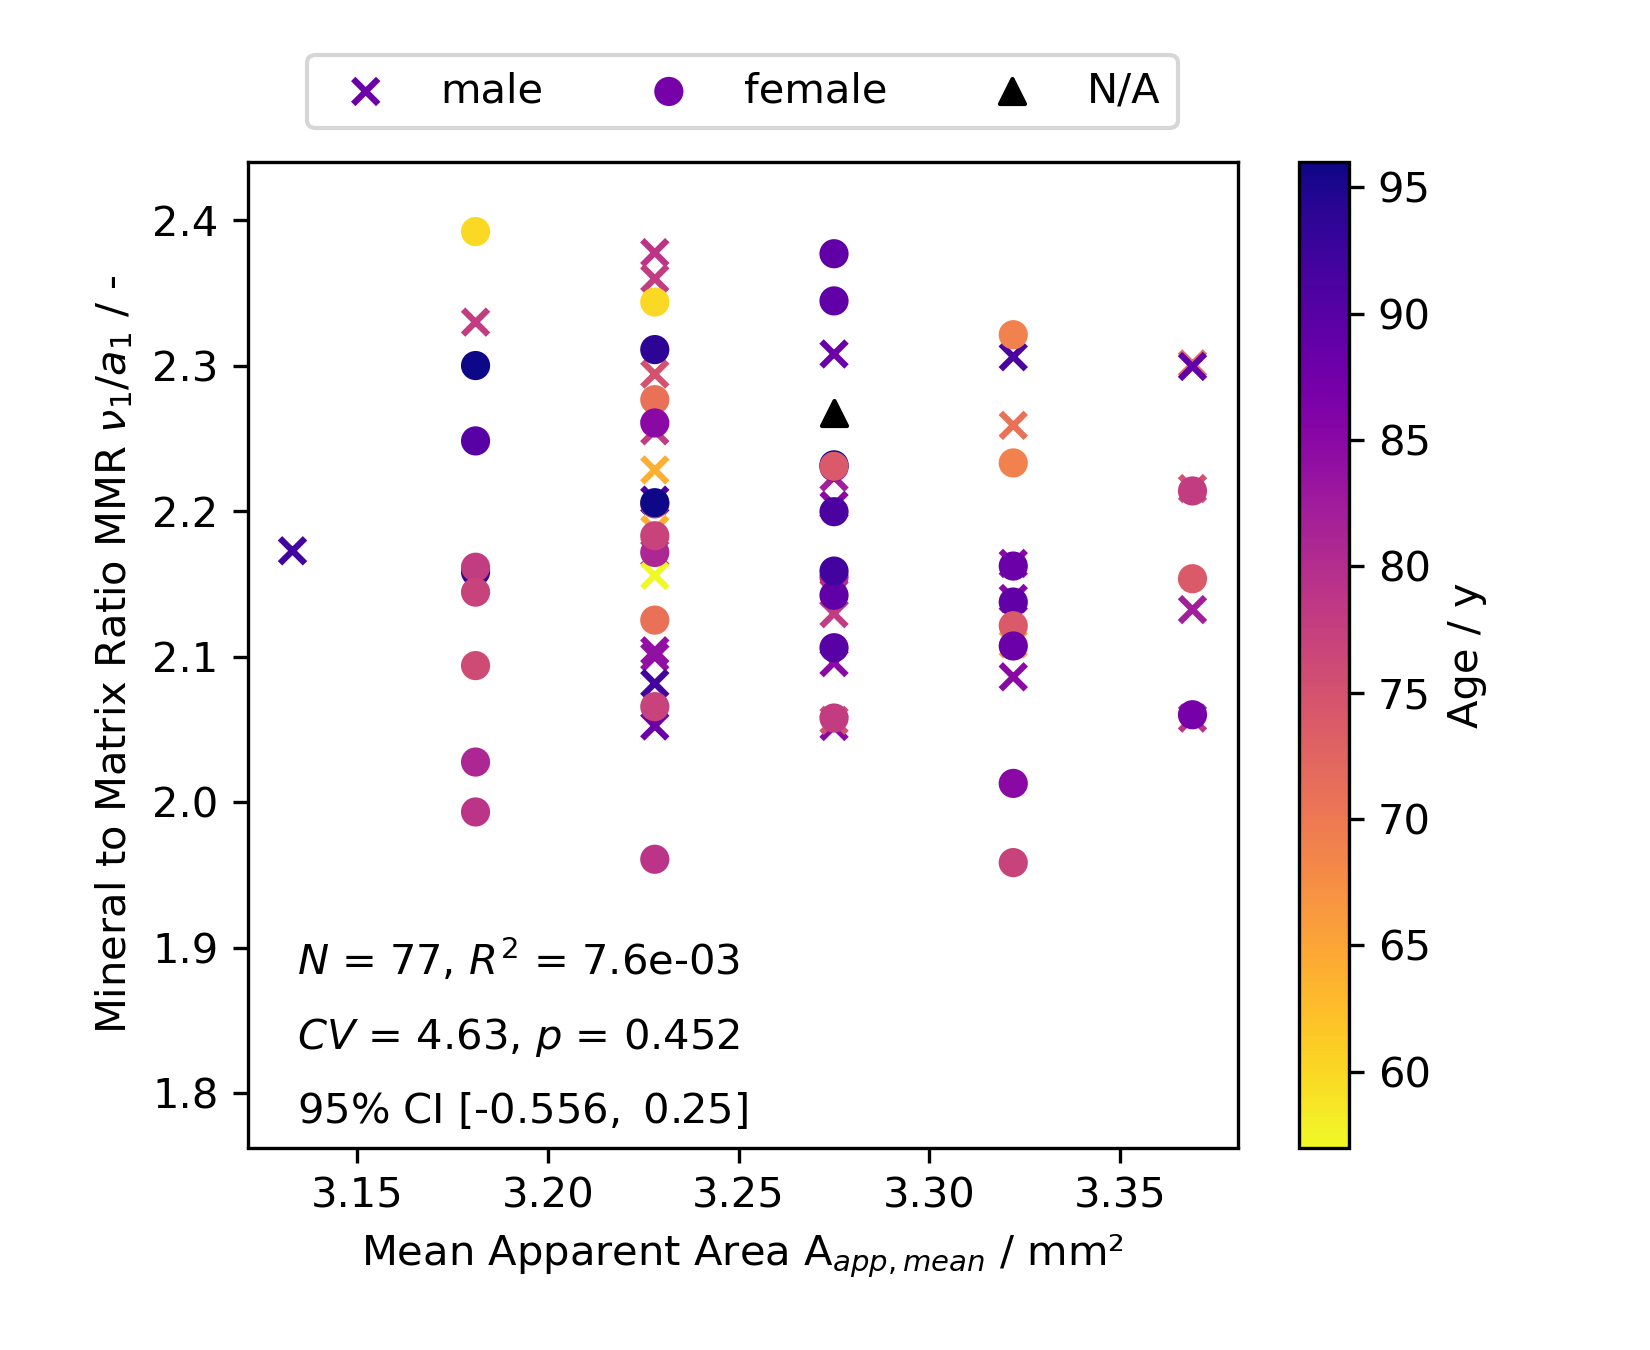 male female N/A
Mineral to Matrix Ratio MMR ν₁/a₁ / -
2.4
2.3
2.2
2.1
2.0
1.9
1.8
N = 77, R² = 7.6e-03
CV = 4.63, p = 0.452
95% CI [-0.556, 0.25]
3.15 3.20 3.25 3.30 3.35
Mean Apparent Area A_app,mean / mm²
95
90
85
80
75
70
65
60
Age / y